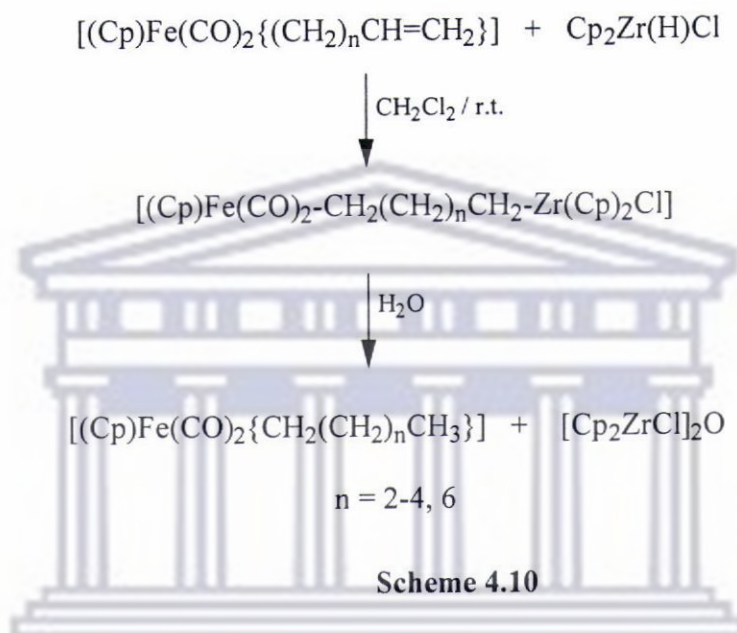 [(Cp)Fe(CO)₂{(CH₂)ₙCH=CH₂}] + Cp₂Zr(H)Cl
CH₂Cl₂ / r.t.
[(Cp)Fe(CO)₂-CH₂(CH₂)ₙCH₂-Zr(Cp)₂Cl]
H₂O
[(Cp)Fe(CO)₂{CH₂(CH₂)ₙCH₃}] + [Cp₂ZrCl]₂O
n = 2-4, 6
Scheme 4.10